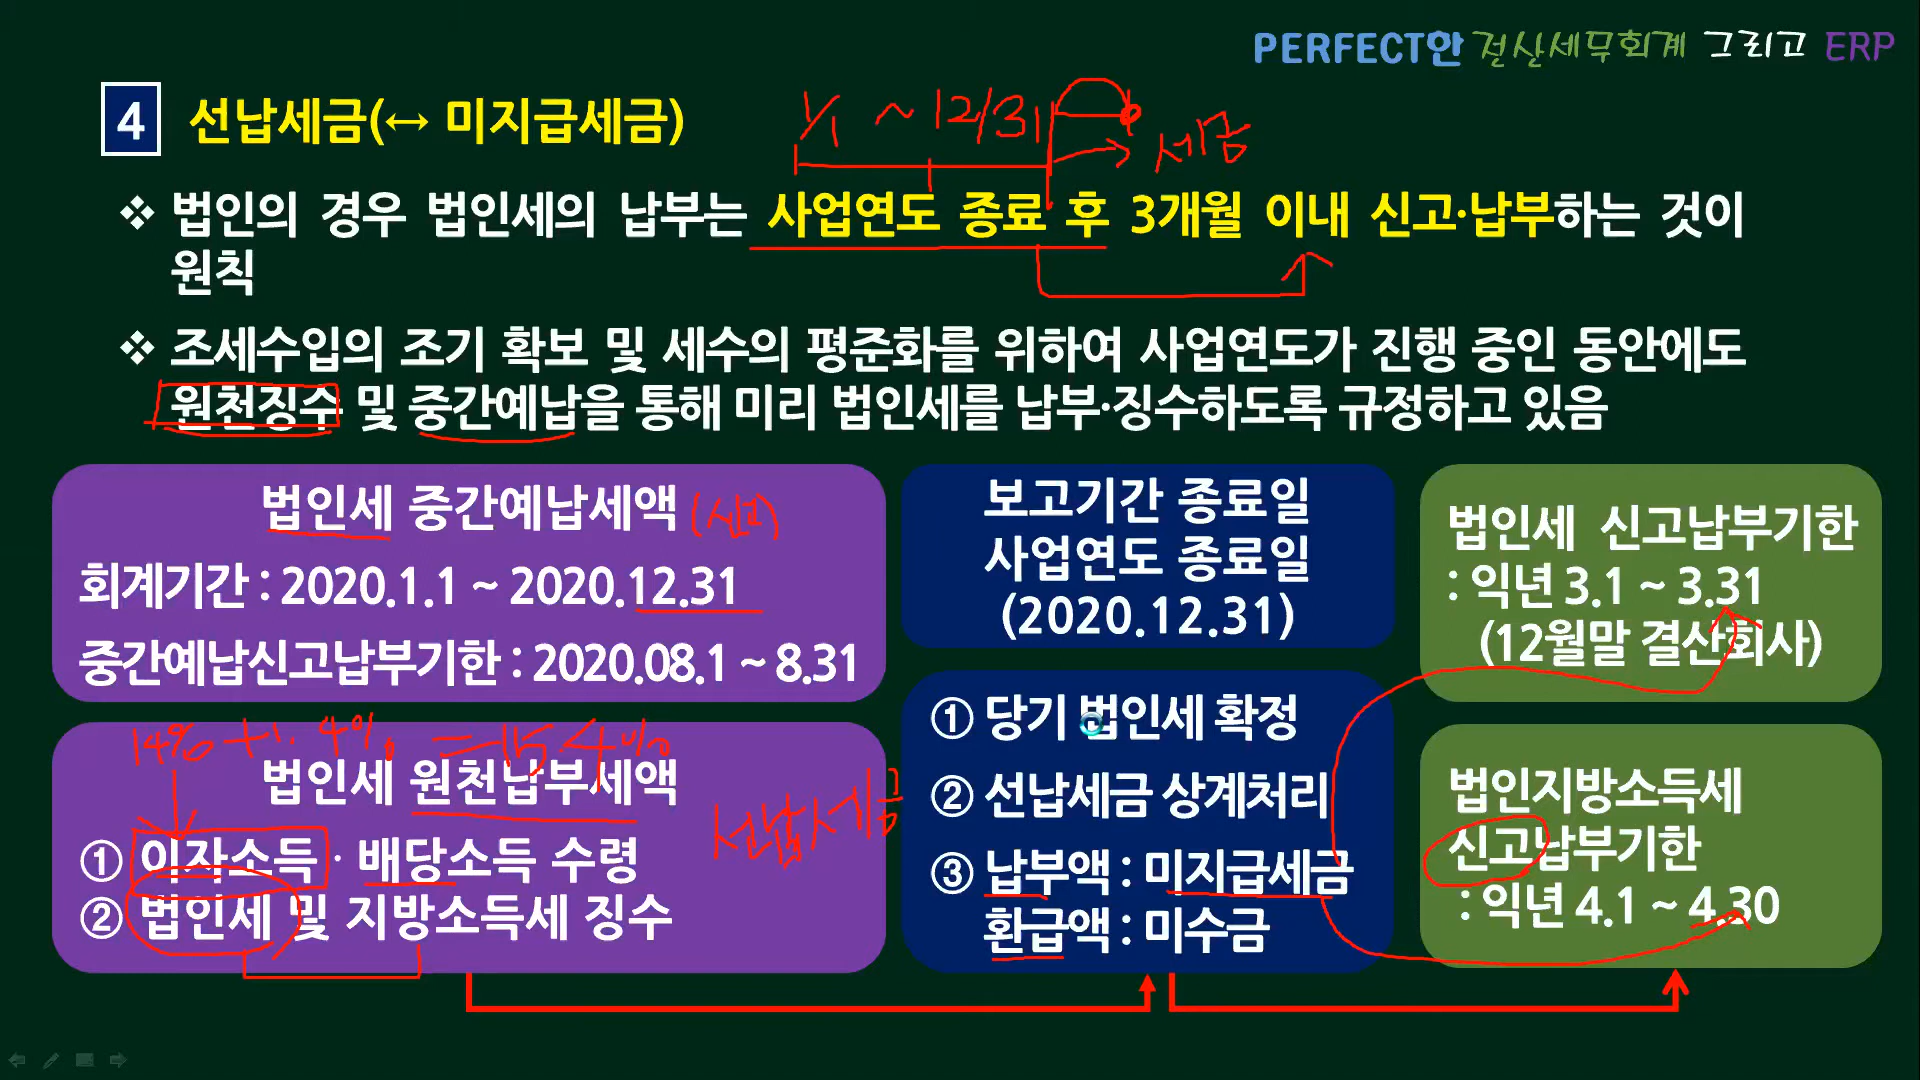 PERFECT한 전산세무회계 그리고 ERP
4 선납세금(↔ 미지급세금)
1/1 ~ 12/31
세금
❖ 법인의 경우 법인세의 납부는 사업연도 종료 후 3개월 이내 신고·납부하는 것이
원칙
❖ 조세수입의 조기 확보 및 세수의 평준화를 위하여 사업연도가 진행 중인 동안에도
원천징수 및 중간예납을 통해 미리 법인세를 납부·징수하도록 규정하고 있음
법인세 중간예납세액 (신고)
회계기간 : 2020.1.1 ~ 2020.12.31
중간예납신고납부기한 : 2020.08.1 ~ 8.31
14% + 1.4% = 15.4%
법인세 원천납부세액
선납세금
① 이자소득 · 배당소득 수령
② 법인세 및 지방소득세 징수
보고기간 종료일
사업연도 종료일
(2020.12.31)
① 당기 법인세 확정
② 선납세금 상계처리
③ 납부액 : 미지급세금
환급액 : 미수금
법인세 신고납부기한
: 익년 3.1 ~ 3.31
(12월말 결산회사)
법인지방소득세
신고납부기한
: 익년 4.1 ~ 4.30